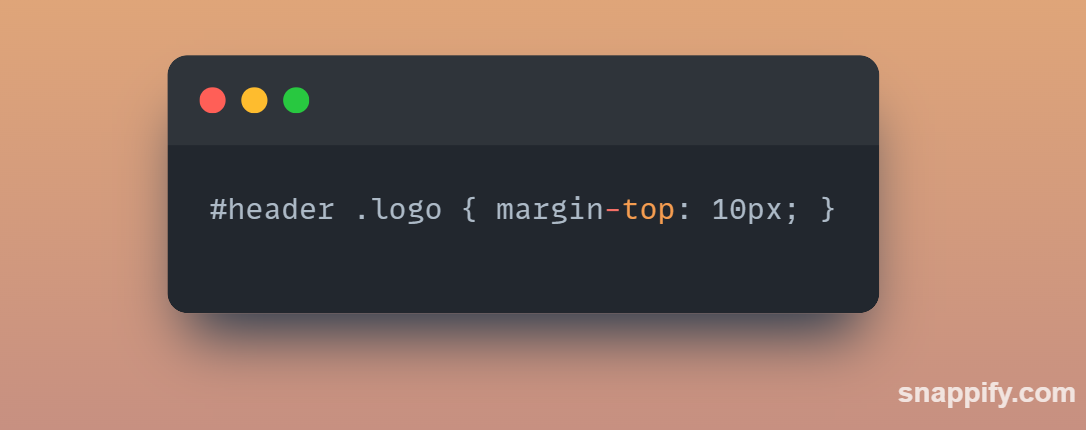 #header .logo { margin-top: 10px; }
snappify.com